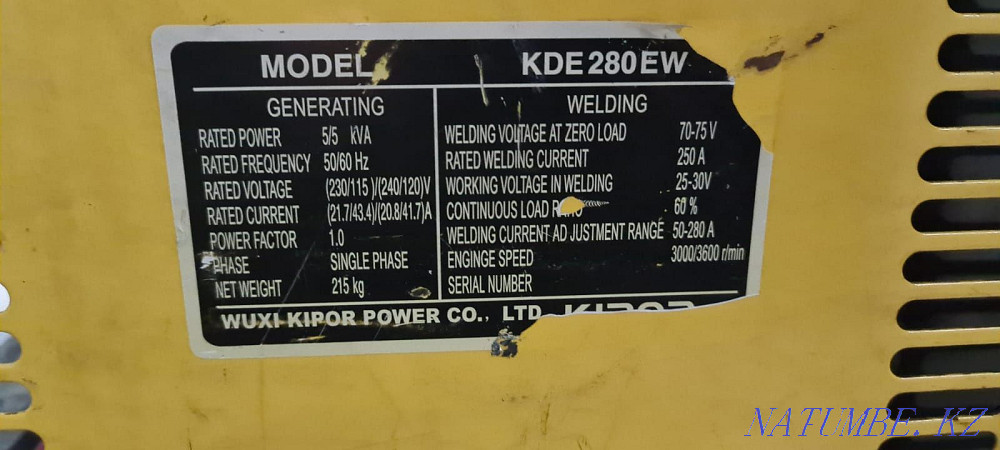 MODEL KDE280EW
GENERATING
RATED POWER 5/5 KVA
RATED FREQUENCY 50/60 Hz
RATED VOLTAGE (230/115 )/(240/120)V
RATED CURRENT (21.7/43.4)/(20.8/41.7)A
POWER FACTOR 1.0
PHASE SINGLE PHASE
NET WEIGHT 215 kg
WELDING
WELDING VOLTAGE AT ZERO LOAD 70-75 V
RATED WELDING CURRENT 250 A
WORKING VOLTAGE IN WELDING 25-30V
CONTINUOUS LOAD RATIO 60 %
WELDING CURRENT AD JUSTMENT RANGE 50-280 A
ENGINGE SPEED 3000/3600 r/min
SERIAL NUMBER
WUXI KIPOR POWER CO., LTD KIPOR
NATUMBE.KZ